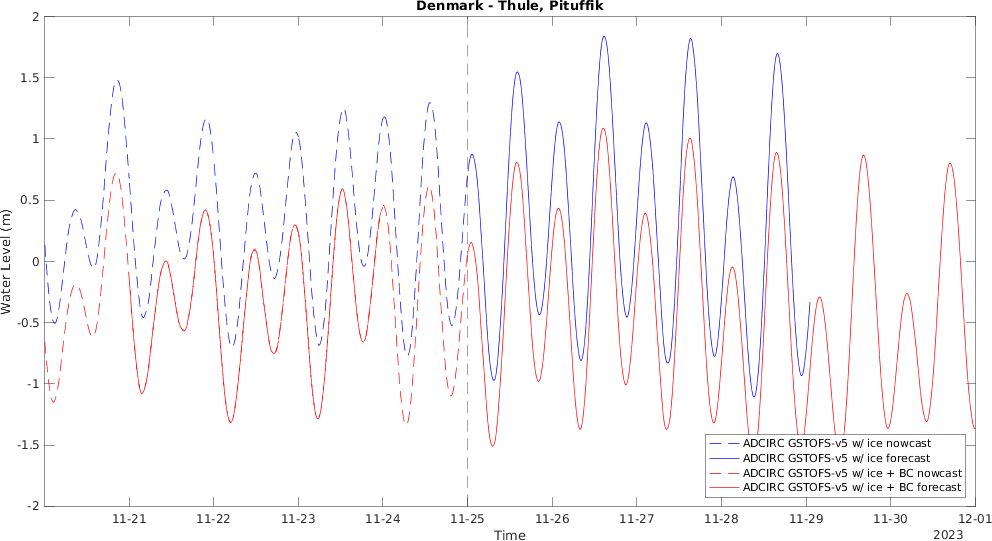 Denmark - Thule, Pituffik
2
1.5
1
0.5
0
-0.5
-1
-1.5
-2
Water Level (m)
ADCIRC GSTOFS-v5 w/ ice nowcast
ADCIRC GSTOFS-v5 w/ ice forecast
ADCIRC GSTOFS-v5 w/ ice + BC nowcast
ADCIRC GSTOFS-v5 w/ ice + BC forecast
11-21 11-22 11-23 11-24 11-25 11-26 11-27 11-28 11-29 11-30 12-01
Time
2023